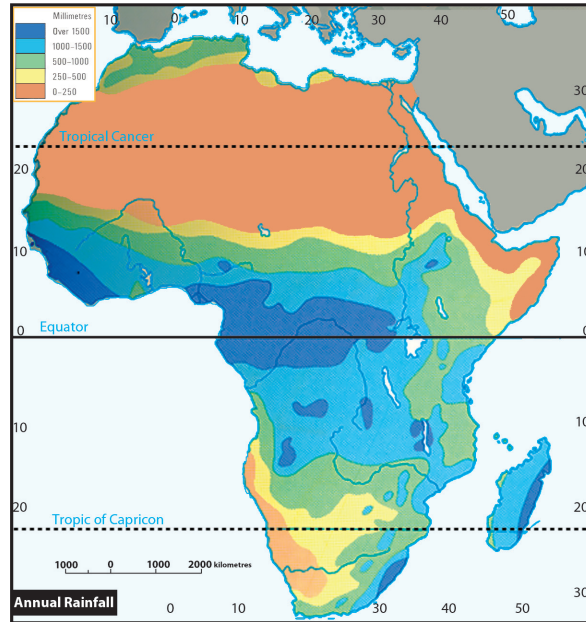 Millimetres
Over 1500
1000-1500
500-1000
250-500
0-250
10 0 10 20 30 40 50
Tropical Cancer
30 30
20 20
10 10
0 Equator 0
10 10
20 20
Tropic of Capricon
1000 0 1000 2000 kilometres
Annual Rainfall
30
0 10 20 30 40 50